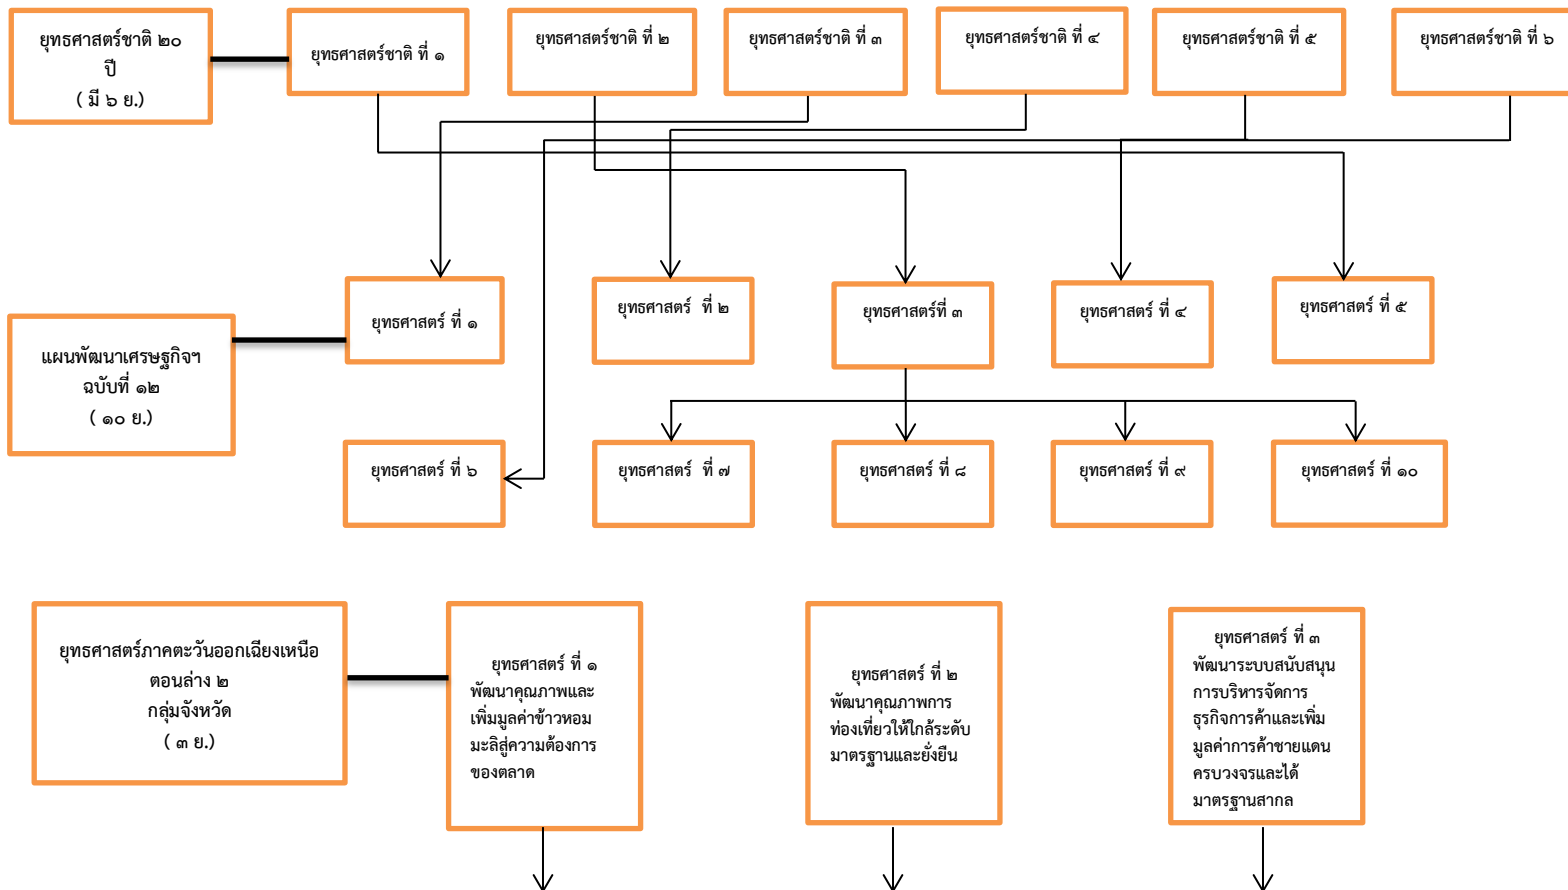 ยุทธศาสตร์ชาติ ๒๐
ปี
( มี ๖ ย.)
ยุทธศาสตร์ชาติ ที่ ๑
ยุทธศาสตร์ชาติ ที่ ๒
ยุทธศาสตร์ชาติ ที่ ๓
ยุทธศาสตร์ชาติ ที่ ๔
ยุทธศาสตร์ชาติ ที่ ๕
ยุทธศาสตร์ชาติ ที่ ๖
แผนพัฒนาเศรษฐกิจฯ
ฉบับที่ ๑๒
( ๑๐ ย.)
ยุทธศาสตร์ ที่ ๑
ยุทธศาสตร์ ที่ ๒
ยุทธศาสตร์ที่ ๓
ยุทธศาสตร์ ที่ ๔
ยุทธศาสตร์ ที่ ๕
ยุทธศาสตร์ ที่ ๖
ยุทธศาสตร์ ที่ ๗
ยุทธศาสตร์ ที่ ๘
ยุทธศาสตร์ ที่ ๙
ยุทธศาสตร์ ที่ ๑๐
ยุทธศาสตร์ภาคตะวันออกเฉียงเหนือ
ตอนล่าง ๒
กลุ่มจังหวัด
( ๓ ย.)
ยุทธศาสตร์ ที่ ๑
พัฒนาคุณภาพและ
เพิ่มมูลค่าข้าวหอม
มะลิสู่ความต้องการ
ของตลาด
ยุทธศาสตร์ ที่ ๒
พัฒนาคุณภาพการ
ท่องเที่ยวให้ใกล้ระดับ
มาตรฐานและยั่งยืน
ยุทธศาสตร์ ที่ ๓
พัฒนาระบบสนับสนุน
การบริหารจัดการ
ธุรกิจการค้าและเพิ่ม
มูลค่าการค้าชายแดน
ครบวงจรและได้
มาตรฐานสากล